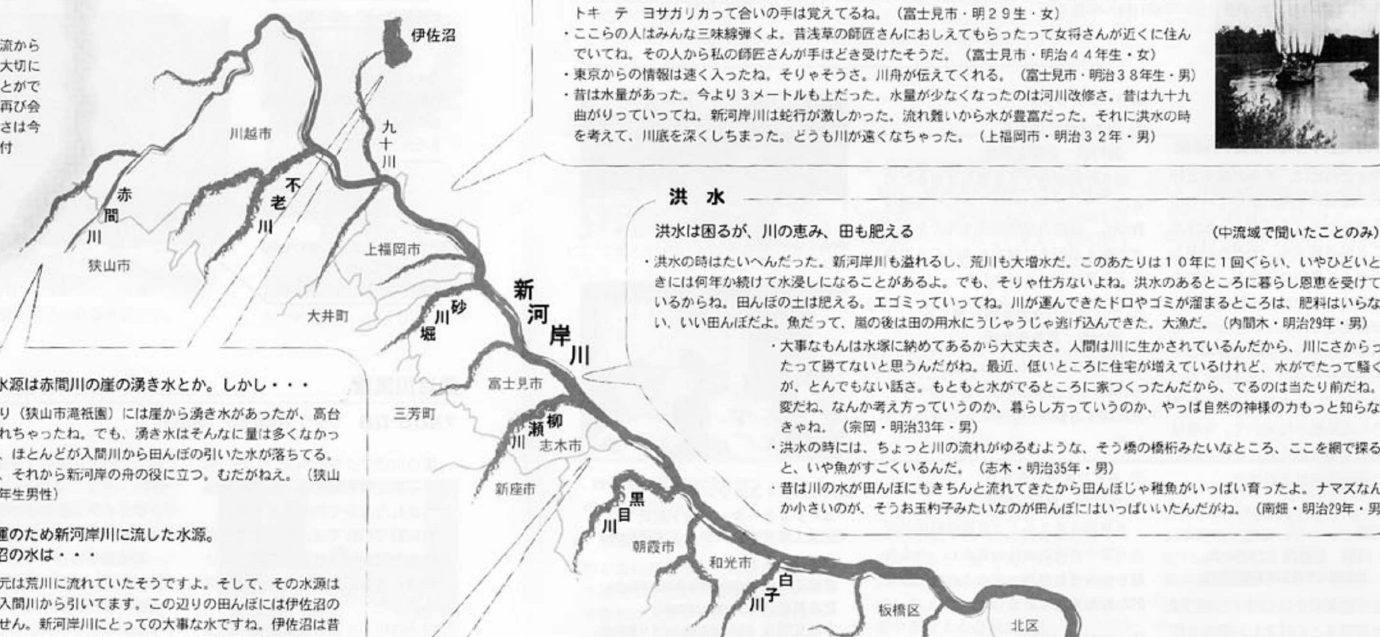 トキ　テ　ヨサガリカって合いの手は覚えてるね。（富士見市・明２９生・女）
・ここらの人はみんな三味線弾くよ。昔浅草の師匠さんにおしえてもらったって女将さんが近くに住ん
でいてね。その人から私の師匠さんが手ほどき受けたそうだ。（富士見市・明治４４年生・女）
・東京からの情報は速く入ったね。そりゃそうさ。川舟が伝えてくれる。（富士見市・明治３８年生・男）
・昔は水量があった。今より３メートルも上だった。水量が少なくなったのは河川改修さ。昔は九十九
曲がりっていってね。新河岸川は蛇行が激しかった。流れ難いから水が豊富だった。それに洪水の時
を考えて、川底を深くしちまった。どうも川が遠くなちゃった。（上福岡市・明治３２年・男）
流から
大切に
とがで
再び会
さは今
付
伊佐沼
川越市
九十川
不老川
赤間川
狭山市
上福岡市
大井町
砂川堀
新河岸川
富士見市
三芳町
柳瀬川
志木市
新座市
黒目川
朝霞市
和光市
白子川
板橋区
北区
洪水
洪水は困るが、川の恵み、田も肥える
（中流域で聞いたことのみ）
・洪水の時はたいへんだった。新河岸川も溢れるし、荒川も大増水だ。このあたりは１０年に１回ぐらい、いやひどいと
きには何年か続けて水浸しになることがあるよ。でも、そりゃ仕方ないよね。洪水のあるところに暮らし恩恵を受けて
いるからね。田んぼの土は肥える。エゴミっていってね。川が運んできたドロやゴミが溜まるところは、肥料はいらな
い、いい田んぼだよ。魚だって、嵐の後は田の用水にうじゃうじゃ逃げ込んできた。大漁だ。（内間木・明治29年・男）
・大事なもんは水塚に納めてあるから大丈夫さ。人間は川に生かされているんだから、川にさからっ
たって勝てないと思うんだがね。最近、低いところに住宅が増えているけれど、水がでたって騒ぐ
が、とんでもない話さ。もともと水がでるところに家つくったんだから、でるのは当たり前だね。
変だね、なんか考え方っていうのか、暮らし方っていうのか、やっぱ自然の神様の力もっと知らな
きゃね。（宗岡・明治33年・男）
・洪水の時には、ちょっと川の流れがゆるむような、そう橋の橋桁みたいなところ、ここを網で探る
と、いや魚がすごくいるんだ。（志木・明治35年・男）
昔は川の水が田んぼにもきちんと流れてきたから田んぼじゃ稚魚がいっぱい育ったよ。ナマズなん
か小さいのが、そうお玉杓子みたいなのが田んぼにはいっぱいいたんだがね。（南畑・明治29年・男
水源は赤間川の崖の湧き水とか。しかし・・・
り（狭山市滝祇園）には崖から湧き水があったが、高台
れちゃったね。でも、湧き水はそんなに量は多くなかっ
、ほとんどが入間川から田んぼの引いた水が落ちてる。
、それから新河岸の舟の役に立つ。むだがねえ。（狭山
年生男性）
運のため新河岸川に流した水源。
沼の水は・・・
元は荒川に流れていたそうですよ。そして、その水源は
入間川から引いてます。この辺りの田んぼには伊佐沼の
せん。新河岸川にとっての大事な水ですね。伊佐沼は昔